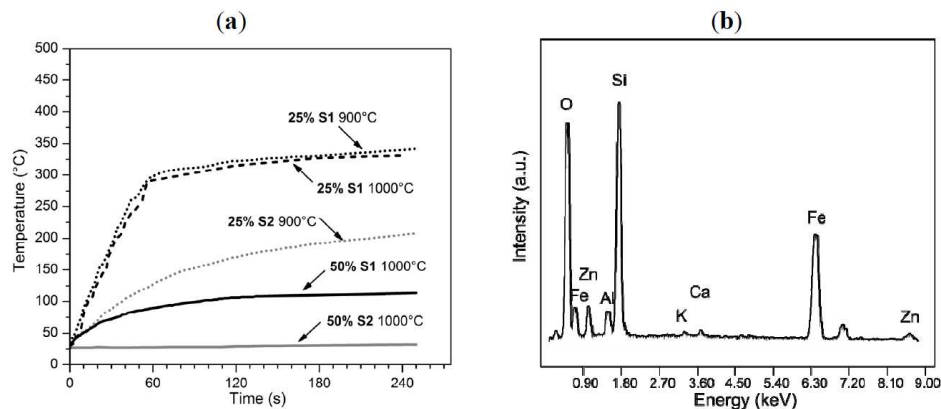 (a)
500
450
400
350
300
250
200
150
100
50
0
Temperature (°C)
25% S1 900°C
25% S1 1000°C
25% S2 900°C
50% S1 1000°C
50% S2 1000°C
0 60 120 180 240
Time (s)
(b)
Intensity (a.u.)
O
Si
Fe
Zn
Al
K
Ca
Fe
Zn
0.90 1.80 2.70 3.60 4.50 5.40 6.30 7.20 8.10 9.00
Energy (keV)